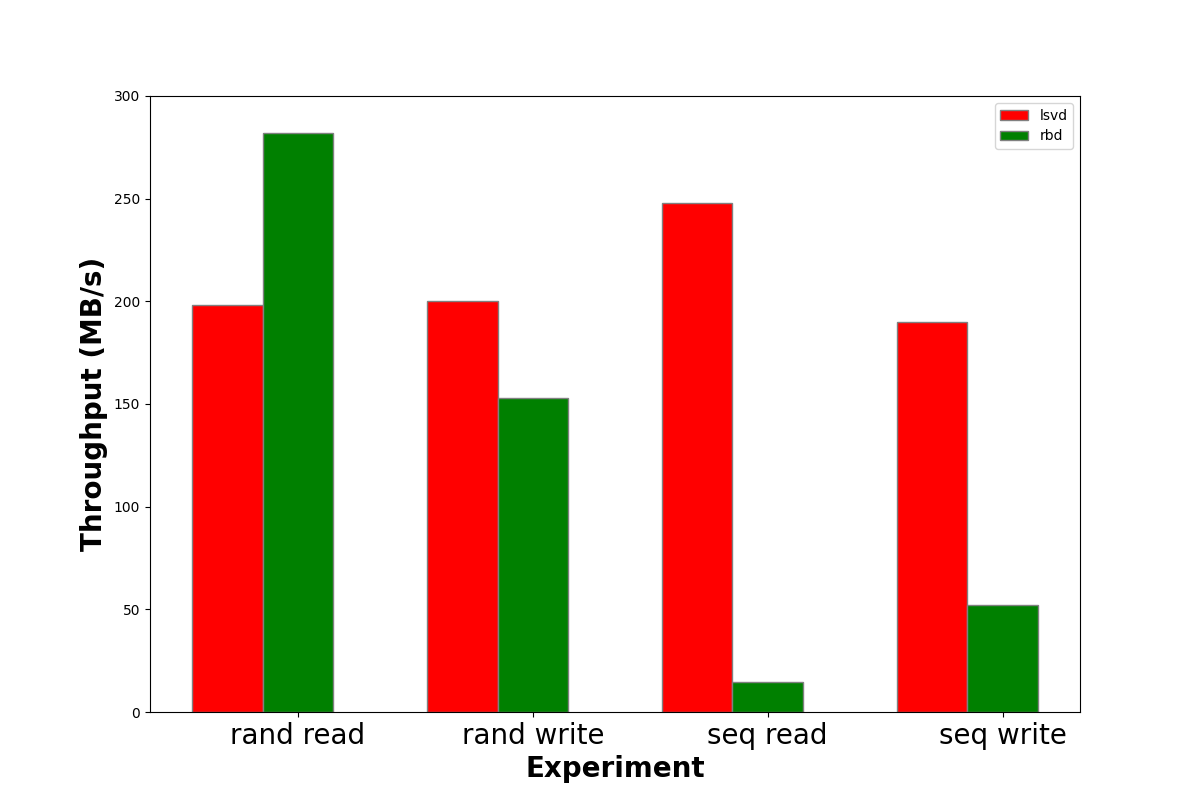 300
250
200
150
100
50
0
Throughput (MB/s)
lsvd
rbd
rand read
rand write
seq read
seq write
Experiment